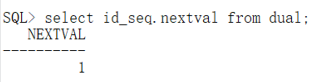 SQL> select id_seq.nextval from dual;
NEXTVAL
----------
1